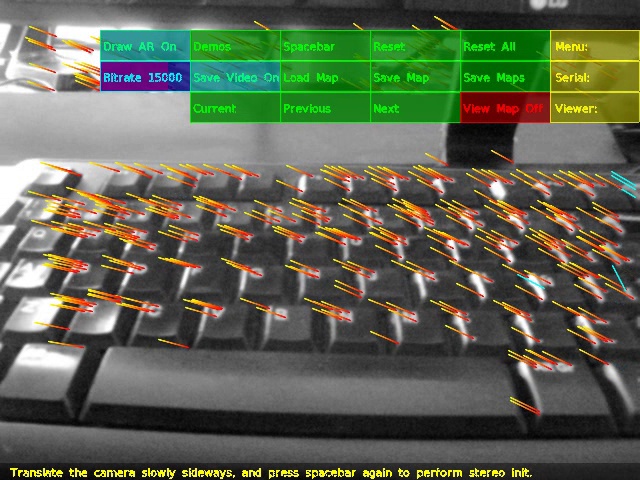 Draw AR On Demos Spacebar Reset Reset All Menu:
Bitrate 15000 Save Video On Load Map Save Map Save Maps Serial:
Current Previous Next View Map Off Viewer:
Translate the camera slowly sideways, and press spacebar again to perform stereo init.